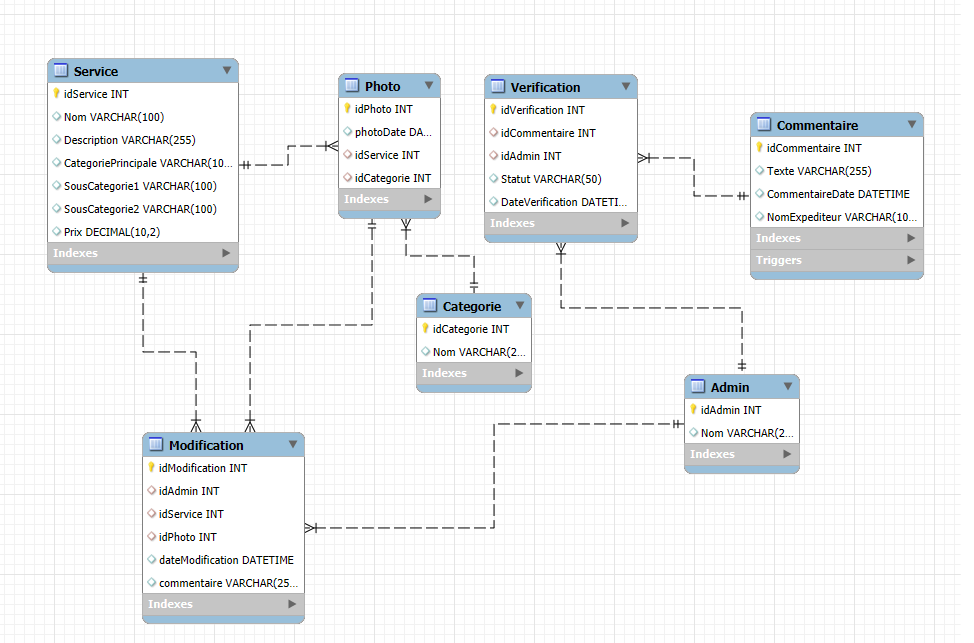 Service
idService INT
Nom VARCHAR(100)
Description VARCHAR(255)
CategoriePrincipale VARCHAR(10...
SousCategorie1 VARCHAR(100)
SousCategorie2 VARCHAR(100)
Prix DECIMAL(10,2)
Indexes
Photo
idPhoto INT
photoDate DA...
idService INT
idCategorie INT
Indexes
Verification
idVerification INT
idCommentaire INT
idAdmin INT
Statut VARCHAR(50)
DateVerification DATETI...
Indexes
Commentaire
idCommentaire INT
Texte VARCHAR(255)
CommentaireDate DATETIME
NomExpediteur VARCHAR(10...
Indexes
Triggers
Categorie
idCategorie INT
Nom VARCHAR(2...
Indexes
Admin
idAdmin INT
Nom VARCHAR(2...
Indexes
Modification
idModification INT
idAdmin INT
idService INT
idPhoto INT
dateModification DATETIME
commentaire VARCHAR(25...
Indexes